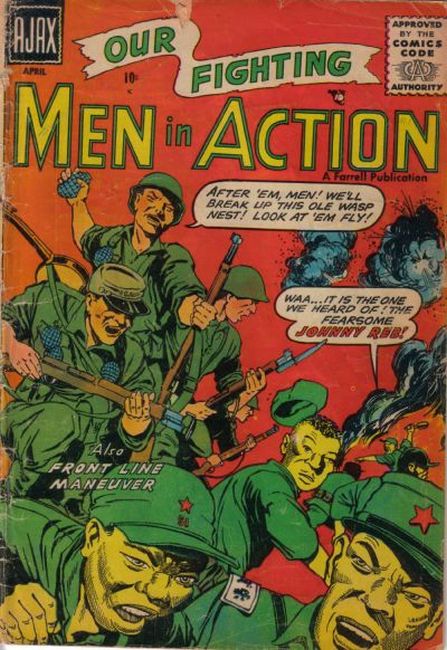 AJAX
APRIL
10¢
OUR
FIGHTING
MEN in ACTION
APPROVED
BY THE
COMICS
CODE
AUTHORITY
A Farrell Publication
AFTER 'EM, MEN! WE'LL
BREAK UP THIS OLE WASP
NEST! LOOK AT 'EM FLY!
WAA...IT IS THE ONE
WE HEARD OF! THE
FEARSOME
JOHNNY REB!
Also
FRONT LINE
MANEUVER